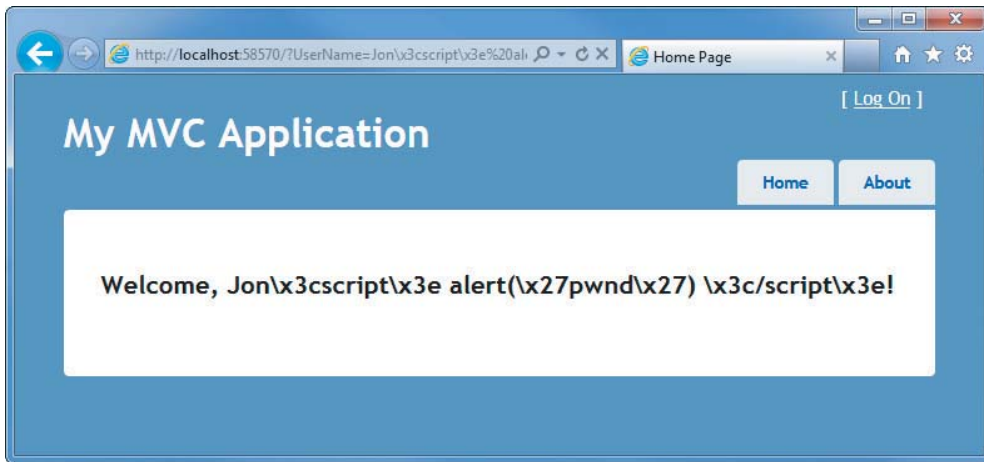 http://localhost:58570/?UserName=Jon\x3cscript\x3e%20al
Home Page
[ Log On ]
My MVC Application
Home About
Welcome, Jon\x3cscript\x3e alert(\x27pwnd\x27) \x3c/script\x3e!